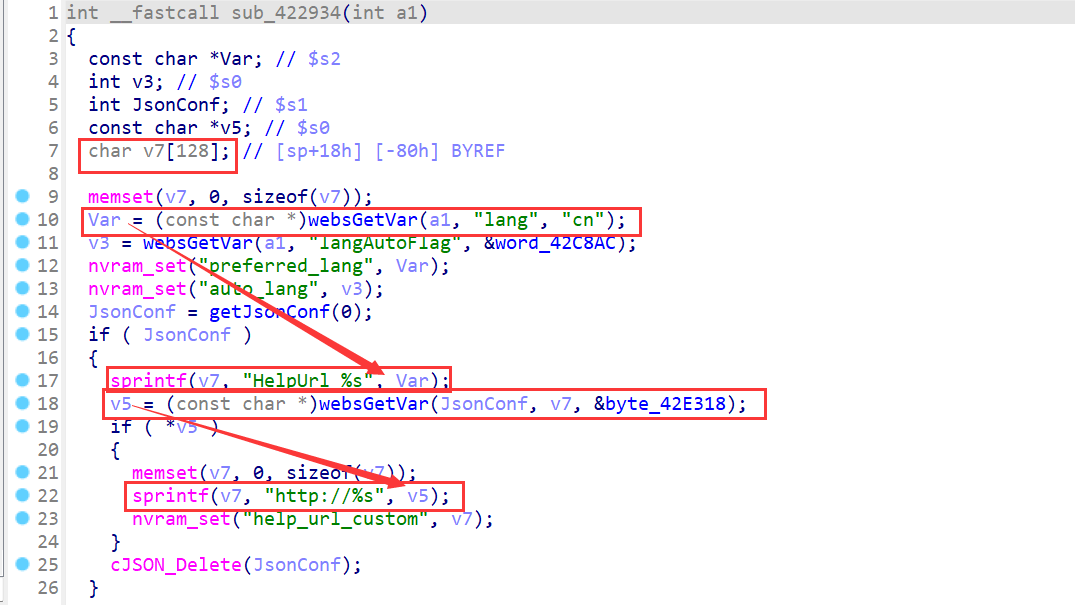 1 int __fastcall sub_422934(int a1)
2 {
3 const char *Var; // $s2
4 int v3; // $s0
5 int JsonConf; // $s1
6 const char *v5; // $s0
7 char v7[128]; // [sp+18h] [-80h] BYREF
8
9 memset(v7, 0, sizeof(v7));
10 Var = (const char *)websGetVar(a1, "lang", "cn");
11 v3 = websGetVar(a1, "langAutoFlag", &word_42C8AC);
12 nvram_set("preferred_lang", Var);
13 nvram_set("auto_lang", v3);
14 JsonConf = getJsonConf(0);
15 if ( JsonConf )
16 {
17 sprintf(v7, "HelpUrl_%s", Var);
18 v5 = (const char *)websGetVar(JsonConf, v7, &byte_42E318);
19 if ( *v5 )
20 {
21 memset(v7, 0, sizeof(v7));
22 sprintf(v7, "http://%s", v5);
23 nvram_set("help_url_custom", v7);
24 }
25 cJSON_Delete(JsonConf);
26 }